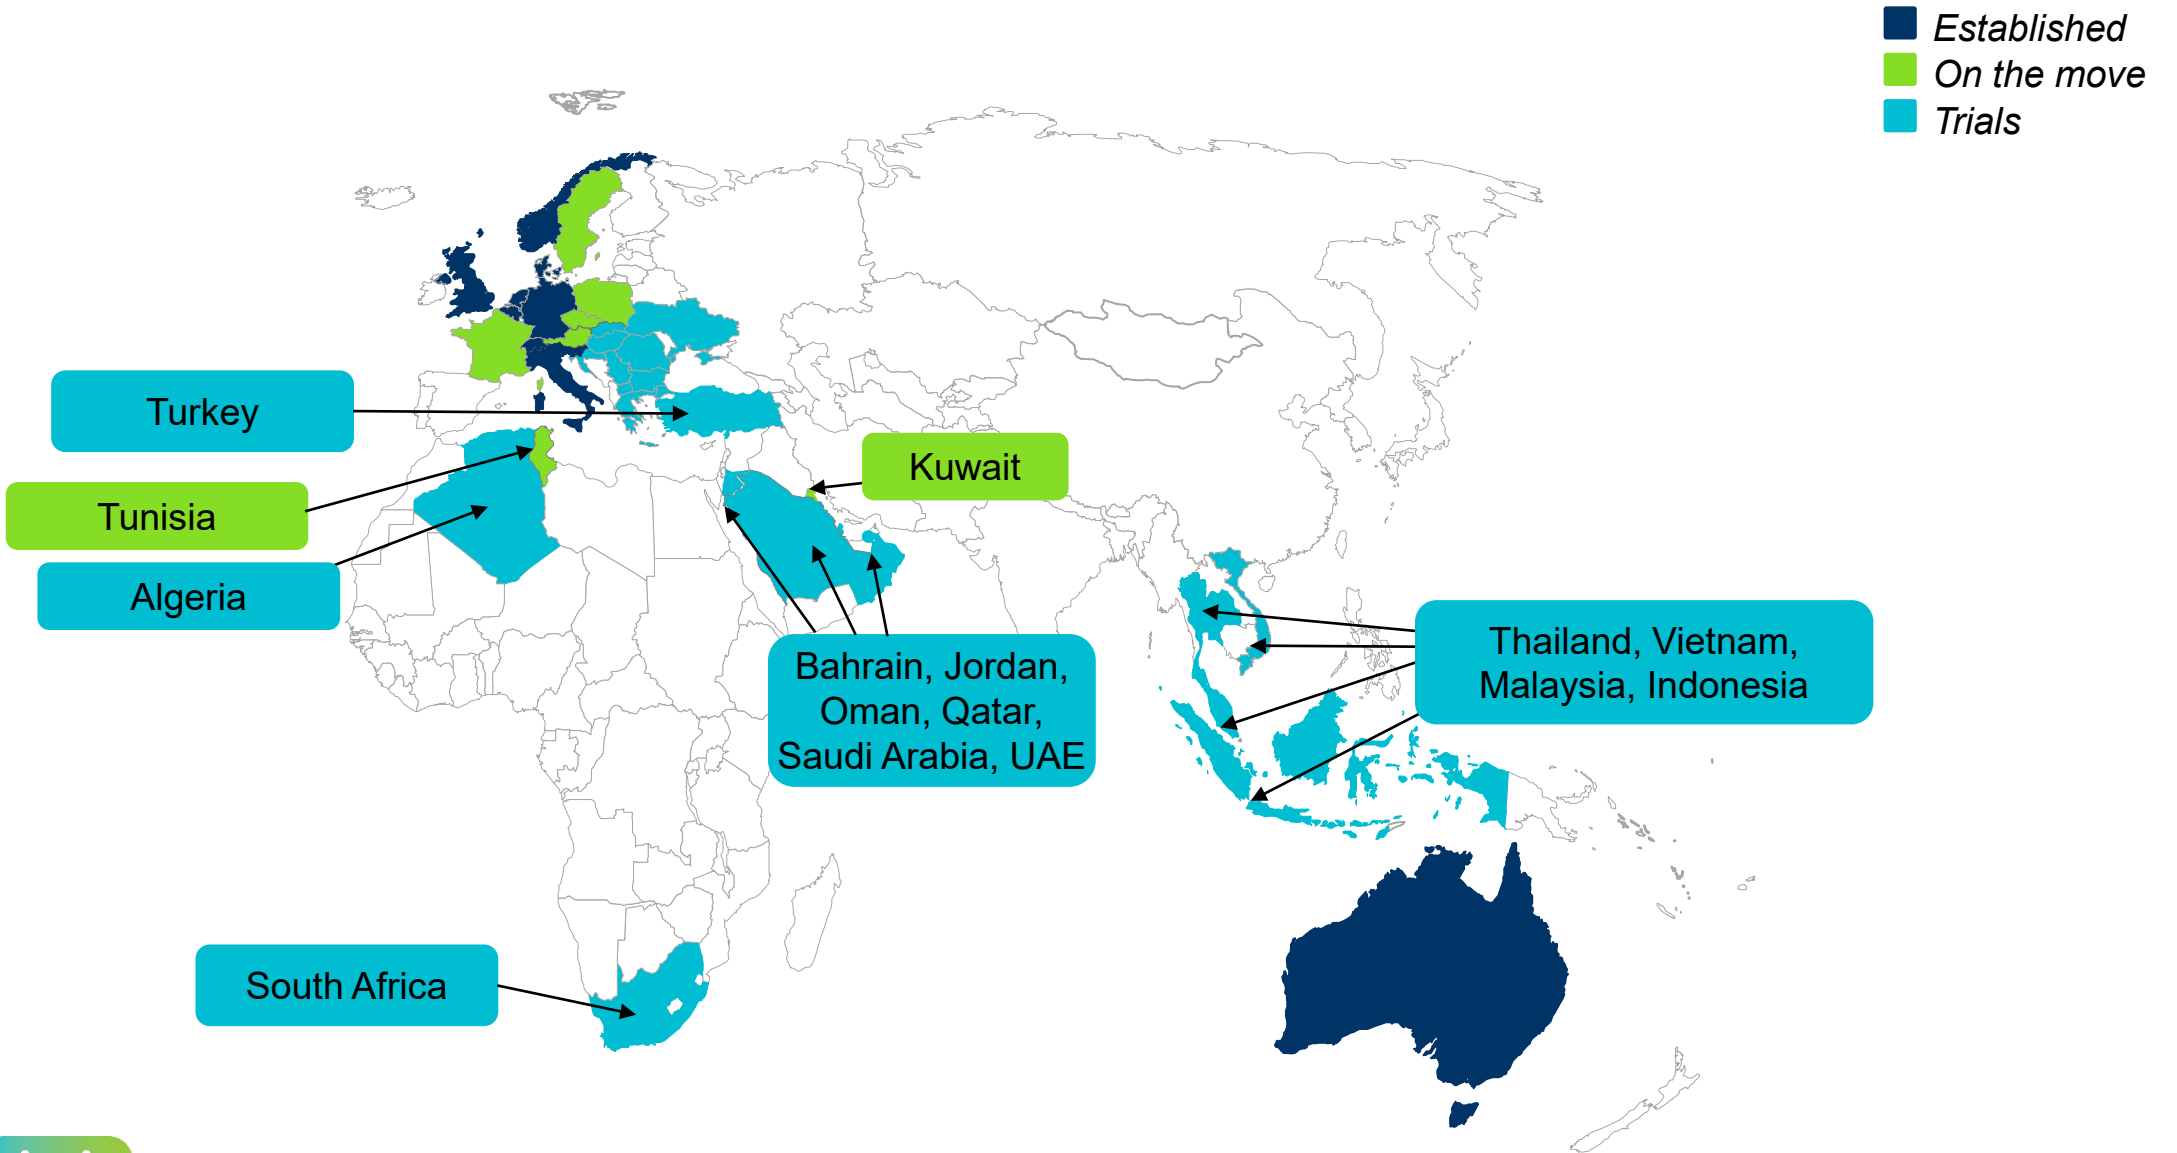 Established
On the move
Trials
Turkey
Kuwait
Tunisia
Algeria
Thailand, Vietnam,
Malaysia, Indonesia
Bahrain, Jordan,
Oman, Qatar,
Saudi Arabia, UAE
South Africa